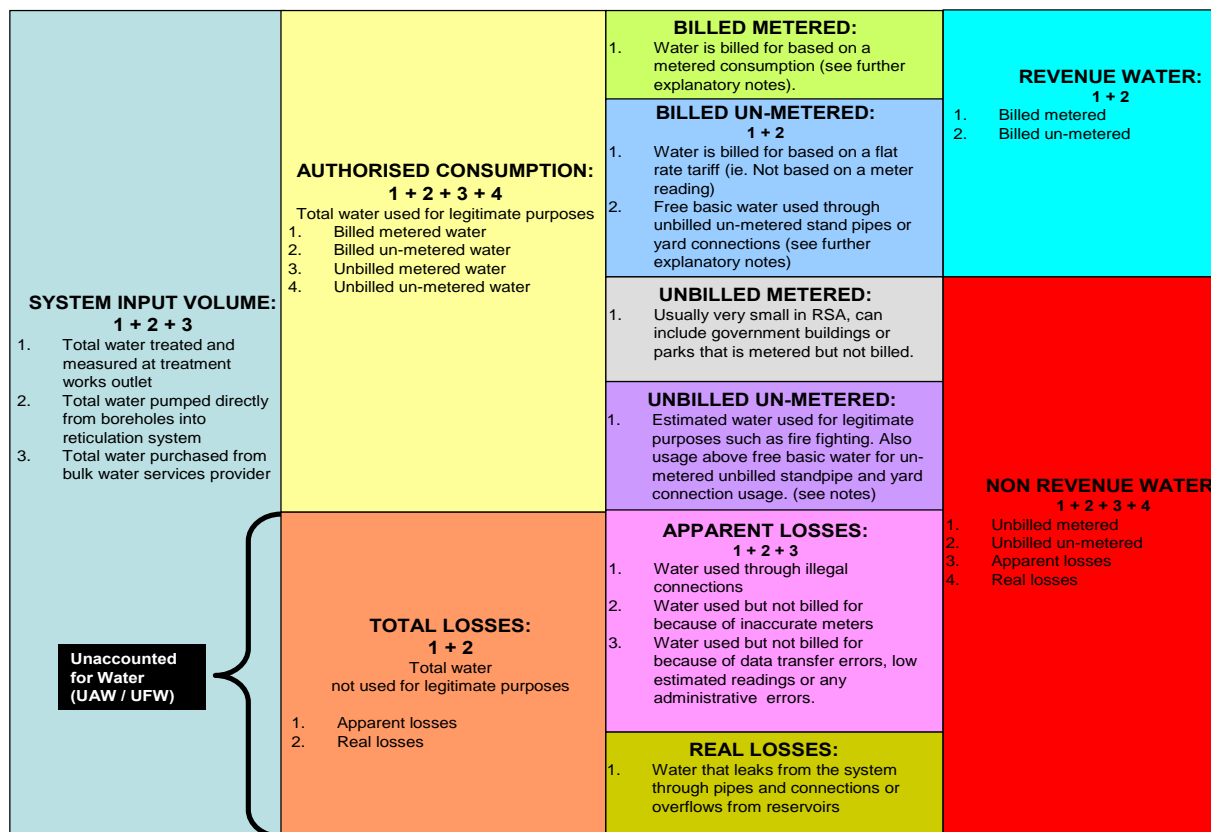 SYSTEM INPUT VOLUME:
1 + 2 + 3
1. Total water treated and
measured at treatment
works outlet
2. Total water pumped directly
from boreholes into
reticulation system
3. Total water purchased from
bulk water services provider
Unaccounted
for Water
(UAW / UFW)
AUTHORISED CONSUMPTION:
1 + 2 + 3 + 4
Total water used for legitimate purposes
1. Billed metered water
2. Billed un-metered water
3. Unbilled metered water
4. Unbilled un-metered water
TOTAL LOSSES:
1 + 2
Total water
not used for legitimate purposes
1. Apparent losses
2. Real losses
BILLED METERED:
1. Water is billed for based on a
metered consumption (see further
explanatory notes).
BILLED UN-METERED:
1 + 2
1. Water is billed for based on a flat
rate tariff (ie. Not based on a meter
reading)
2. Free basic water used through
unbilled un-metered stand pipes or
yard connections (see further
explanatory notes)
UNBILLED METERED:
1. Usually very small in RSA, can
include government buildings or
parks that is metered but not billed.
UNBILLED UN-METERED:
1. Estimated water used for legitimate
purposes such as fire fighting. Also
usage above free basic water for un-
metered unbilled standpipe and yard
connection usage. (see notes)
APPARENT LOSSES:
1 + 2 + 3
1. Water used through illegal
connections
2. Water used but not billed for
because of inaccurate meters
3. Water used but not billed for
because of data transfer errors, low
estimated readings or any
administrative errors.
REAL LOSSES:
1. Water that leaks from the system
through pipes and connections or
overflows from reservoirs
REVENUE WATER:
1 + 2
1. Billed metered
2. Billed un-metered
NON REVENUE WATER
1 + 2 + 3 + 4
1. Unbilled metered
2. Unbilled un-metered
3. Apparent losses
4. Real losses